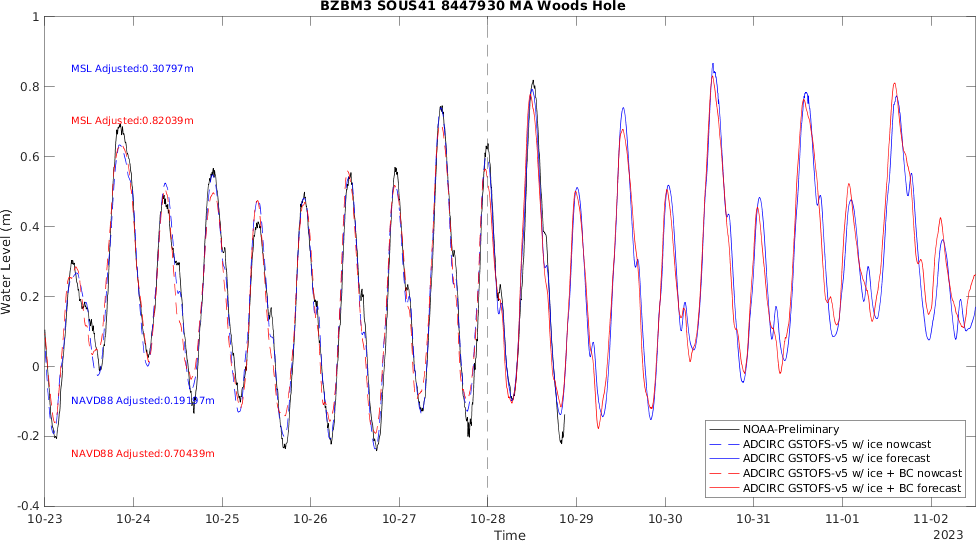 BZBM3 SOUS41 8447930 MA Woods Hole
1
0.8
0.6
0.4
0.2
0
-0.2
-0.4
Water Level (m)
MSL Adjusted:0.30797m
MSL Adjusted:0.82039m
NAVD88 Adjusted:0.19197m
NAVD88 Adjusted:0.70439m
NOAA-Preliminary
ADCIRC GSTOFS-v5 w/ ice nowcast
ADCIRC GSTOFS-v5 w/ ice forecast
ADCIRC GSTOFS-v5 w/ ice + BC nowcast
ADCIRC GSTOFS-v5 w/ ice + BC forecast
10-23 10-24 10-25 10-26 10-27 10-28 10-29 10-30 10-31 11-01 11-02
Time
2023